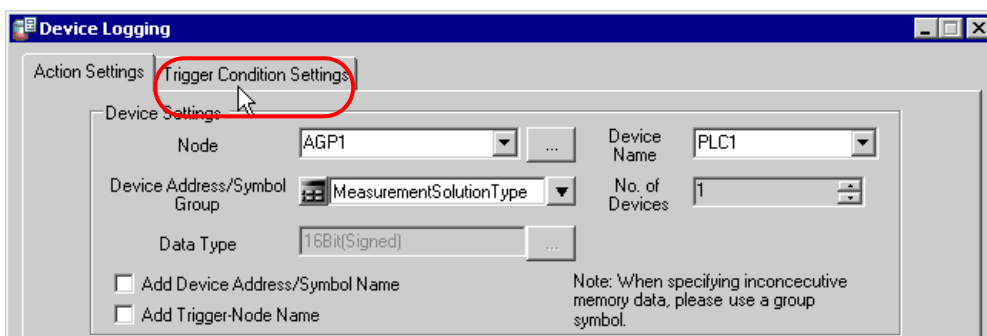 Device Logging
Action Settings
Trigger Condition Settings
Device Settings
Node
AGP1
...
Device
Name
PLC1
Device Address/Symbol
Group
MeasurementSolutionType
No. of
Devices
1
Data Type
16Bit(Signed)
...
Add Device Address/Symbol Name
Add Trigger-Node Name
Note: When specifying inconcecutive
memory data, please use a group
symbol.